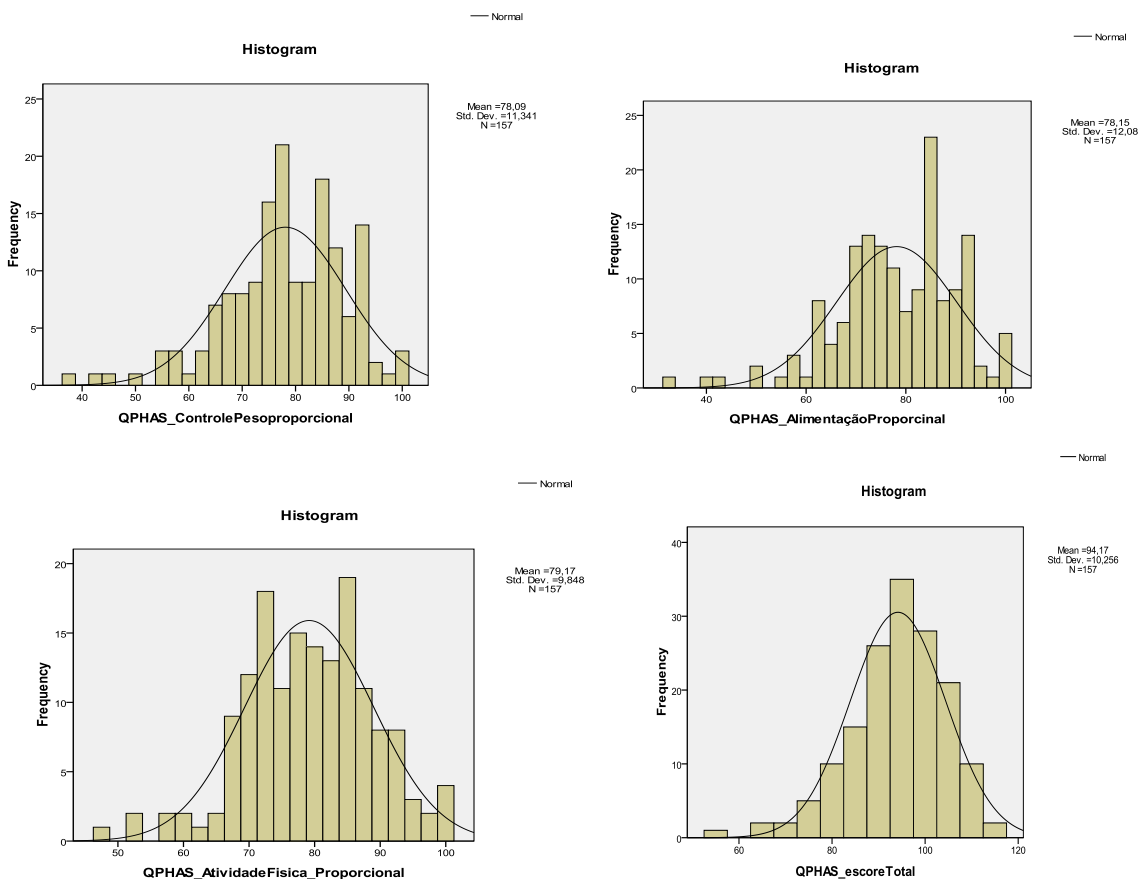 Normal
Histogram
Mean =78,09
Std. Dev. =11,341
N =157
25
20
15
10
5
0
Frequency
40 50 60 70 80 90 100
QPHAS_ControlePesoproporcional
Normal
Histogram
Mean =78,15
Std. Dev. =12,08
N =157
25
20
15
10
5
0
Frequency
40 60 80 100
QPHAS_AlimentaçãoProporcinal
Normal
Histogram
Mean =79,17
Std. Dev. =9,848
N =157
20
15
10
5
0
Frequency
50 60 70 80 90 100
QPHAS_AtividadeFisica_Proporcional
Normal
Histogram
Mean =94,17
Std. Dev. =10,256
N =157
40
30
20
10
0
Frequency
60 80 100 120
QPHAS_escoreTotal